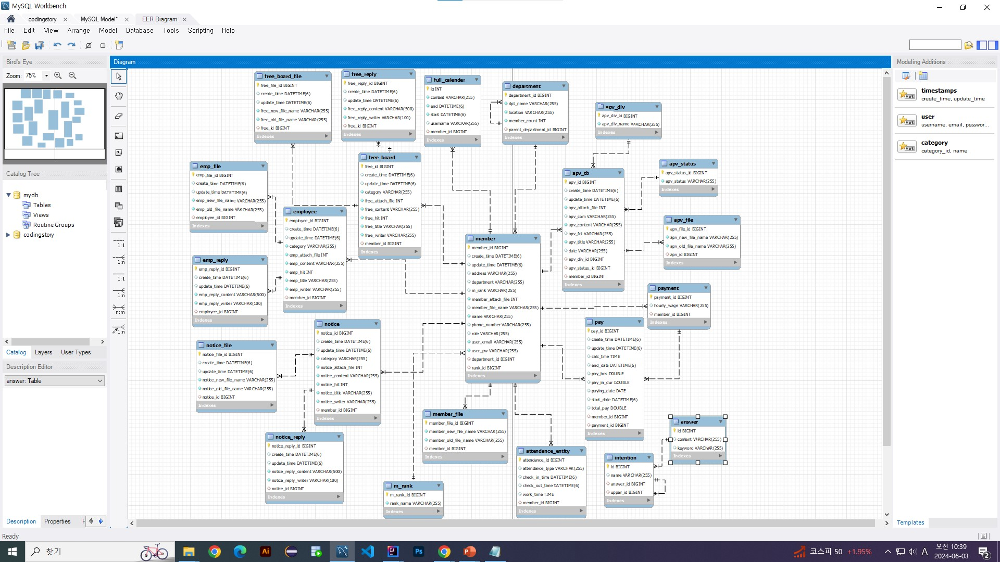 MySQL Workbench
codingstory
MySQL Model*
EER Diagram
File Edit View Arrange Model Database Tools Scripting Help
Bird's Eye
Zoom: 75%
Catalog Tree
mydb
Tables
Views
Routine Groups
codingstory
Catalog Layers User Types
Description Editor
answer: Table
Description Properties H
Ready
Diagram
1:1
1:n
1:1
1:n
n:m
1:n
free_board_file
free_file_id BIGINT
create_time DATETIME(6)
update_time DATETIME(6)
free_new_file_name VARCHAR(255)
free_old_file_name VARCHAR(255)
free_id BIGINT
Indexes
free_reply
free_reply_id BIGINT
create_time DATETIME(6)
update_time DATETIME(6)
free_reply_content VARCHAR(500)
free_reply_writer VARCHAR(100)
free_id BIGINT
Indexes
full_calender
id INT
content VARCHAR(255)
end DATETIME(6)
start DATETIME(6)
username VARCHAR(255)
member_id BIGINT
Indexes
department
department_id BIGINT
dpt_name VARCHAR(255)
location VARCHAR(255)
member_count INT
parent_department_id BIGINT
Indexes
apv_div
apv_div_id BIGINT
apv_div_name VARCHAR(255)
Indexes
emp_file
emp_file_id BIGINT
create_time DATETIME(6)
update_time DATETIME(6)
emp_new_file_name VARCHAR(255)
emp_old_file_name VARCHAR(255)
employee_id BIGINT
Indexes
free_board
free_id BIGINT
create_time DATETIME(6)
update_time DATETIME(6)
category VARCHAR(255)
free_attach_file INT
free_content VARCHAR(255)
free_hit INT
free_title VARCHAR(255)
free_writer VARCHAR(255)
member_id BIGINT
Indexes
apv_tb
apv_id BIGINT
create_time DATETIME(6)
update_time DATETIME(6)
apv_attach_file INT
apv_com VARCHAR(255)
apv_content VARCHAR(255)
apv_fnl VARCHAR(255)
apv_title VARCHAR(255)
date VARCHAR(255)
apv_div_id BIGINT
apv_status_id BIGINT
member_id BIGINT
Indexes
apv_status
apv_status_id BIGINT
apv_status VARCHAR(255)
Indexes
employee
employee_id BIGINT
create_time DATETIME(6)
update_time DATETIME(6)
category VARCHAR(255)
emp_attach_file INT
emp_content VARCHAR(255)
emp_hit INT
emp_title VARCHAR(255)
emp_writer VARCHAR(255)
member_id BIGINT
Indexes
apv_file
apv_file_id BIGINT
apv_new_file_name VARCHAR(255)
apv_old_file_name VARCHAR(255)
apv_id BIGINT
Indexes
member
member_id BIGINT
create_time DATETIME(6)
update_time DATETIME(6)
address VARCHAR(255)
department VARCHAR(255)
m_rank VARCHAR(255)
member_attach_file INT
member_file_name VARCHAR(255)
name VARCHAR(255)
phone_number VARCHAR(255)
role VARCHAR(255)
user_email VARCHAR(255)
user_pw VARCHAR(255)
department_id BIGINT
rank_id BIGINT
Indexes
emp_reply
emp_reply_id BIGINT
create_time DATETIME(6)
update_time DATETIME(6)
emp_reply_content VARCHAR(500)
emp_reply_writer VARCHAR(100)
employee_id BIGINT
Indexes
payment
payment_id BIGINT
hourly_wage VARCHAR(255)
member_id BIGINT
Indexes
notice
notice_id BIGINT
create_time DATETIME(6)
update_time DATETIME(6)
category VARCHAR(255)
notice_attach_file INT
notice_content VARCHAR(255)
notice_hit INT
notice_title VARCHAR(255)
notice_writer VARCHAR(255)
member_id BIGINT
Indexes
pay
pay_id BIGINT
create_time DATETIME(6)
update_time DATETIME(6)
calc_time TIME
end_date DATETIME(6)
pay_bns DOUBLE
pay_in_dur DOUBLE
paying_date DATE
start_date DATETIME(6)
total_pay DOUBLE
member_id BIGINT
payment_id BIGINT
Indexes
notice_file
notice_file_id BIGINT
create_time DATETIME(6)
update_time DATETIME(6)
notice_new_file_name VARCHAR(255)
notice_old_file_name VARCHAR(255)
notice_id BIGINT
Indexes
member_file
member_file_id BIGINT
member_new_file_name VARCHAR(255)
member_old_file_name VARCHAR(255)
member_id BIGINT
Indexes
answer
id BIGINT
content VARCHAR(255)
keyword VARCHAR(255)
Indexes
notice_reply
notice_reply_id BIGINT
create_time DATETIME(6)
update_time DATETIME(6)
notice_reply_content VARCHAR(500)
notice_reply_writer VARCHAR(100)
notice_id BIGINT
Indexes
attendance_entity
attendance_id BIGINT
attendance_type VARCHAR(255)
check_in_time DATETIME(6)
check_out_time DATETIME(6)
work_time TIME
member_id BIGINT
Indexes
intention
id BIGINT
name VARCHAR(255)
answer_id BIGINT
upper_id BIGINT
Indexes
m_rank
m_rank_id BIGINT
rank_name VARCHAR(255)
Indexes
Modeling Additions
timestamps
create_time, update_time
user
username, email, passwor...
category
category_id, name
Templates
찾기
Ai
Ps
코스피 50 +1.95%
A
오전 10:39
2024-06-03
2